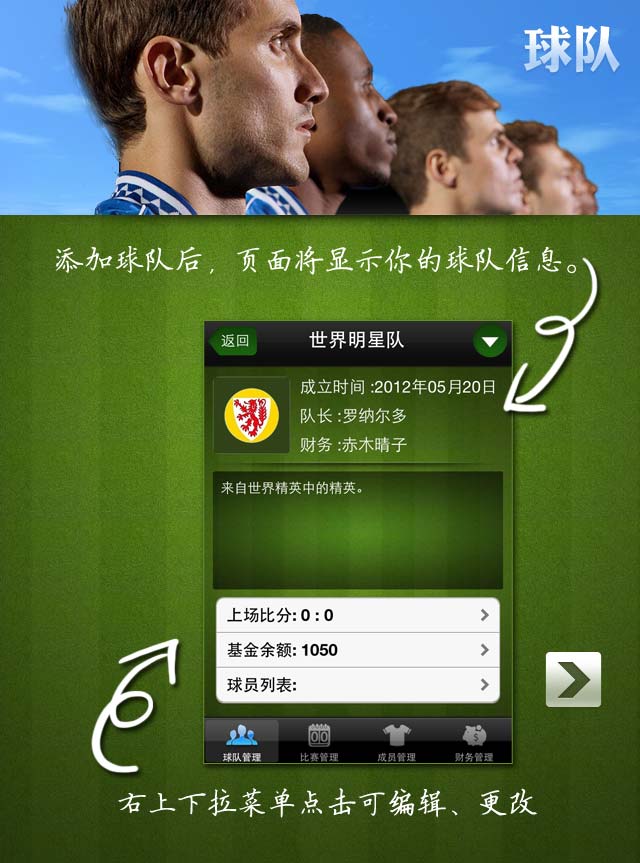 球队
添加球队后，页面将显示你的球队信息。
返回
世界明星队
成立时间 :2012年05月20日
队长 :罗纳尔多
财务 :赤木晴子
来自世界精英中的精英。
上场比分: 0 : 0
基金余额: 1050
球员列表:
球队管理 比赛管理 成员管理 财务管理
右上下拉菜单点击可编辑、更改